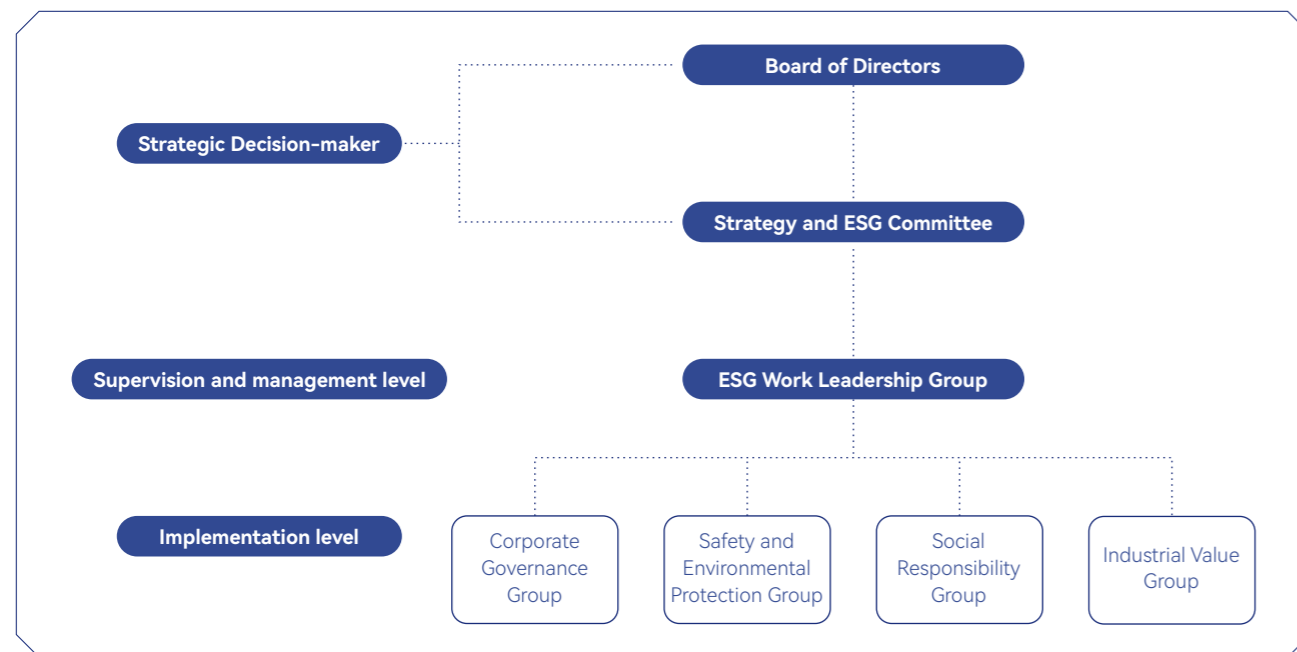 Board of Directors
Strategic Decision-maker
Strategy and ESG Committee
Supervision and management level
ESG Work Leadership Group
Implementation level
Corporate
Governance
Group
Safety and
Environmental
Protection Group
Social
Responsibility
Group
Industrial Value
Group